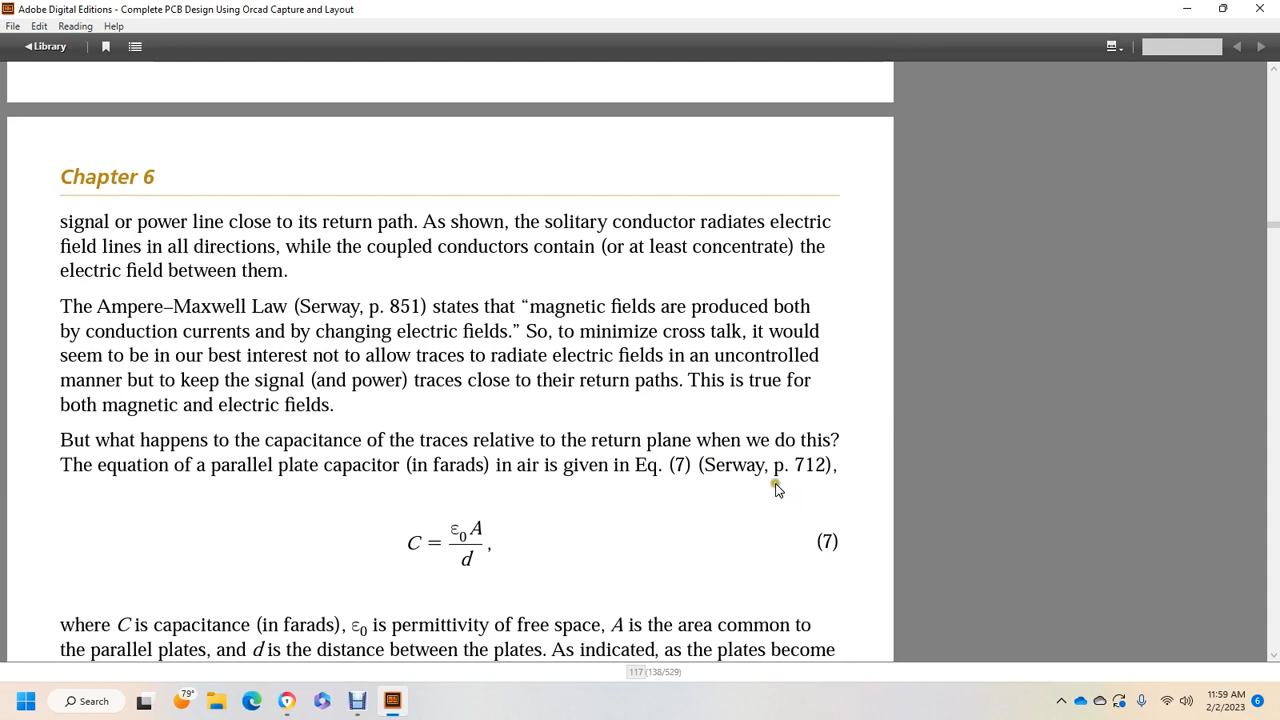 Adobe Digital Editions - Complete PCB Design Using Orcad Capture and Layout
File Edit Reading Help
Library
Chapter 6
signal or power line close to its return path. As shown, the solitary conductor radiates electric
field lines in all directions, while the coupled conductors contain (or at least concentrate) the
electric field between them.
The Ampere–Maxwell Law (Serway, p. 851) states that “magnetic fields are produced both
by conduction currents and by changing electric fields.” So, to minimize cross talk, it would
seem to be in our best interest not to allow traces to radiate electric fields in an uncontrolled
manner but to keep the signal (and power) traces close to their return paths. This is true for
both magnetic and electric fields.
But what happens to the capacitance of the traces relative to the return plane when we do this?
The equation of a parallel plate capacitor (in farads) in air is given in Eq. (7) (Serway, p. 712),
C = ε₀A / d, (7)
where C is capacitance (in farads), ε₀ is permittivity of free space, A is the area common to
the parallel plates, and d is the distance between the plates. As indicated, as the plates become
117 (138/529)
79°
Search
11:59 AM
2/2/2023
6